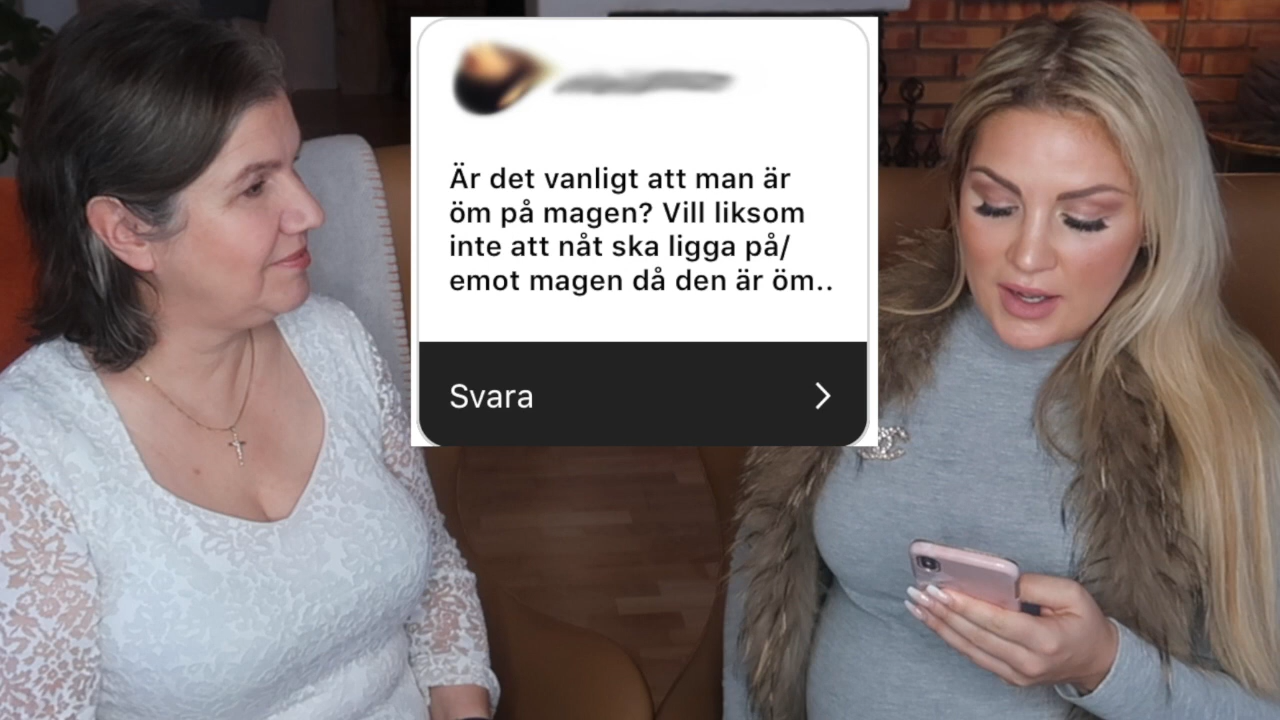 Är det vanligt att man är
öm på magen? Vill liksom
inte att nåt ska ligga på/
emot magen då den är öm..
Svara